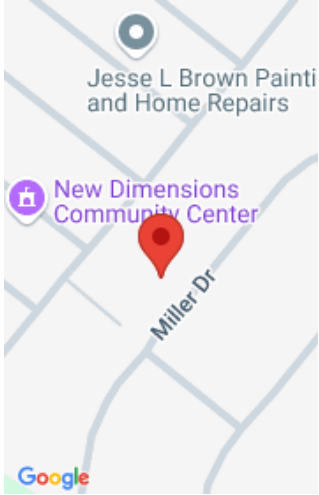 Jesse L Brown Painti
and Home Repairs
New Dimensions
Community Center
Miller Dr
Google